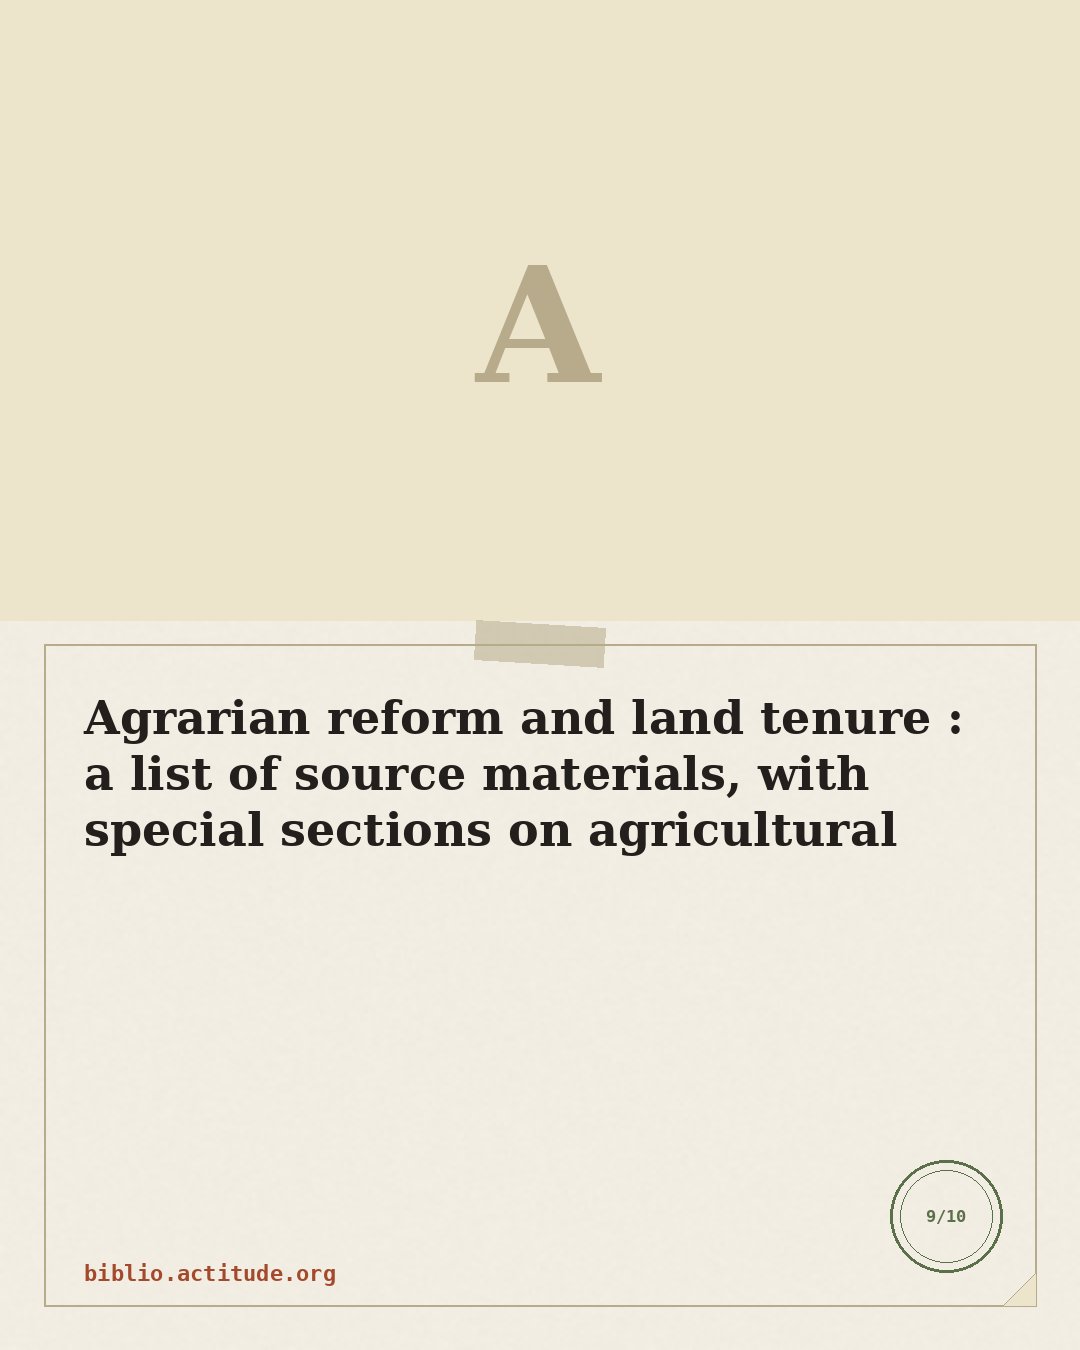 A
Agrarian reform and land tenure :
a list of source materials, with
special sections on agricultural
9/10
biblio.actitude.org